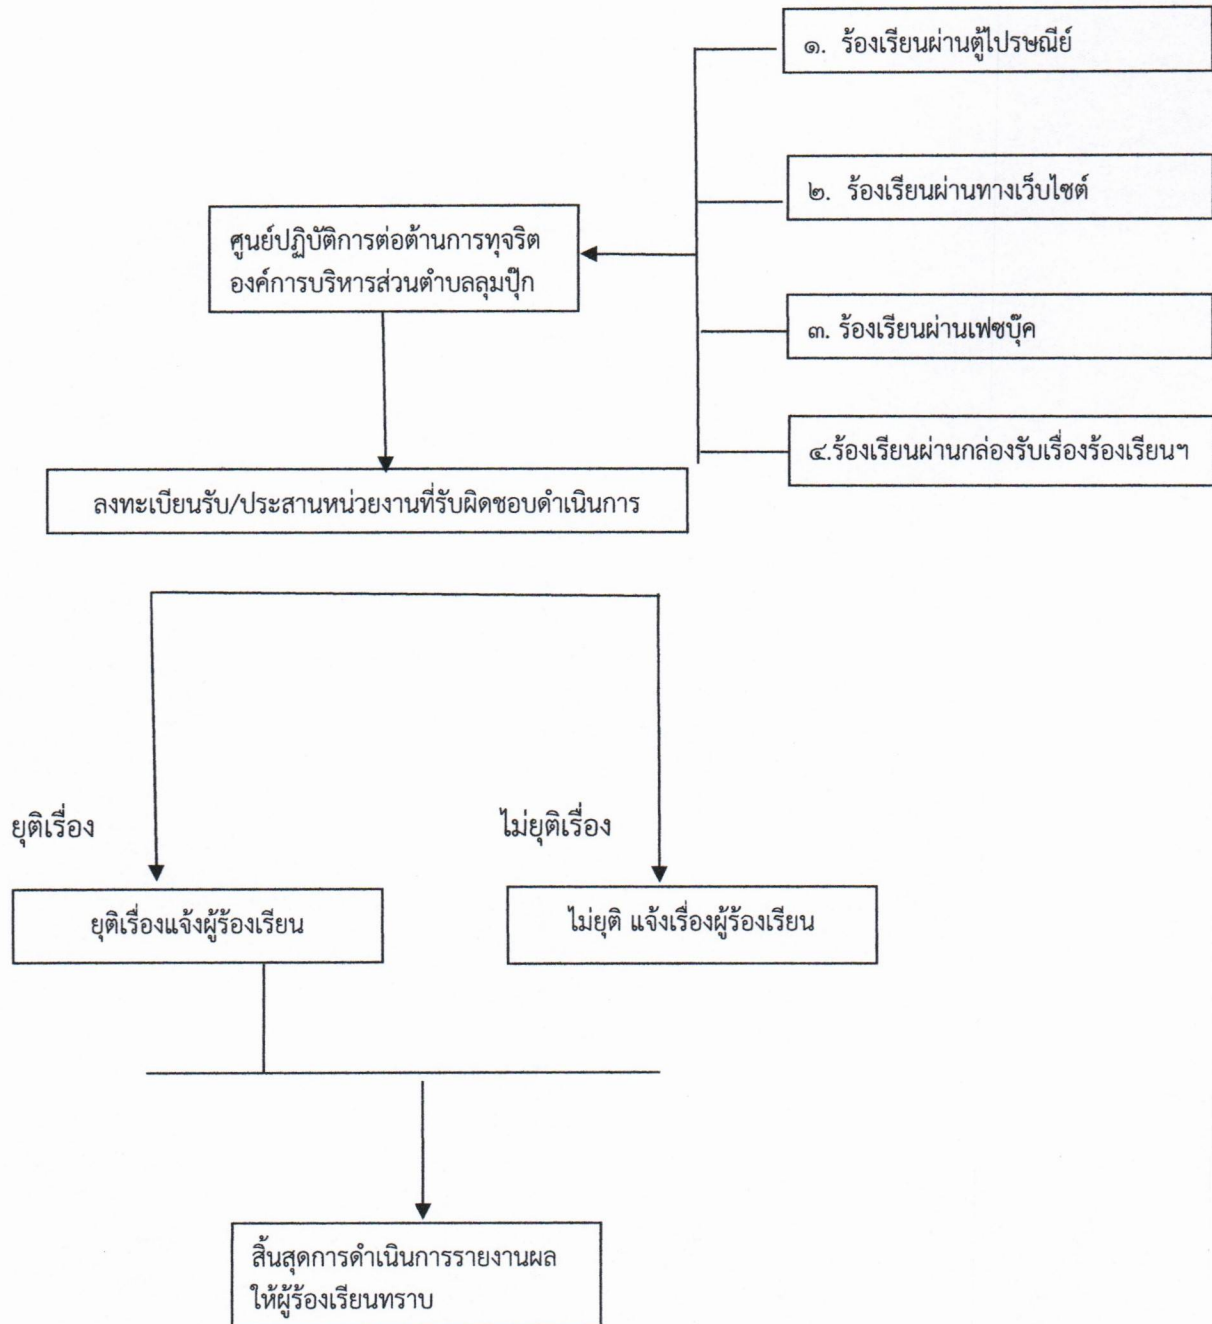 ๑. ร้องเรียนผ่านตู้ไปรษณีย์
๒. ร้องเรียนผ่านทางเว็บไซต์
ศูนย์ปฏิบัติการต่อต้านการทุจริต
องค์การบริหารส่วนตำบลลุมปุ๊ก
๓. ร้องเรียนผ่านเฟซบุ๊ค
๔.ร้องเรียนผ่านกล่องรับเรื่องร้องเรียนฯ
ลงทะเบียนรับ/ประสานหน่วยงานที่รับผิดชอบดำเนินการ
ยุติเรื่อง
ไม่ยุติเรื่อง
ยุติเรื่องแจ้งผู้ร้องเรียน
ไม่ยุติ แจ้งเรื่องผู้ร้องเรียน
สิ้นสุดการดำเนินการรายงานผล
ให้ผู้ร้องเรียนทราบ